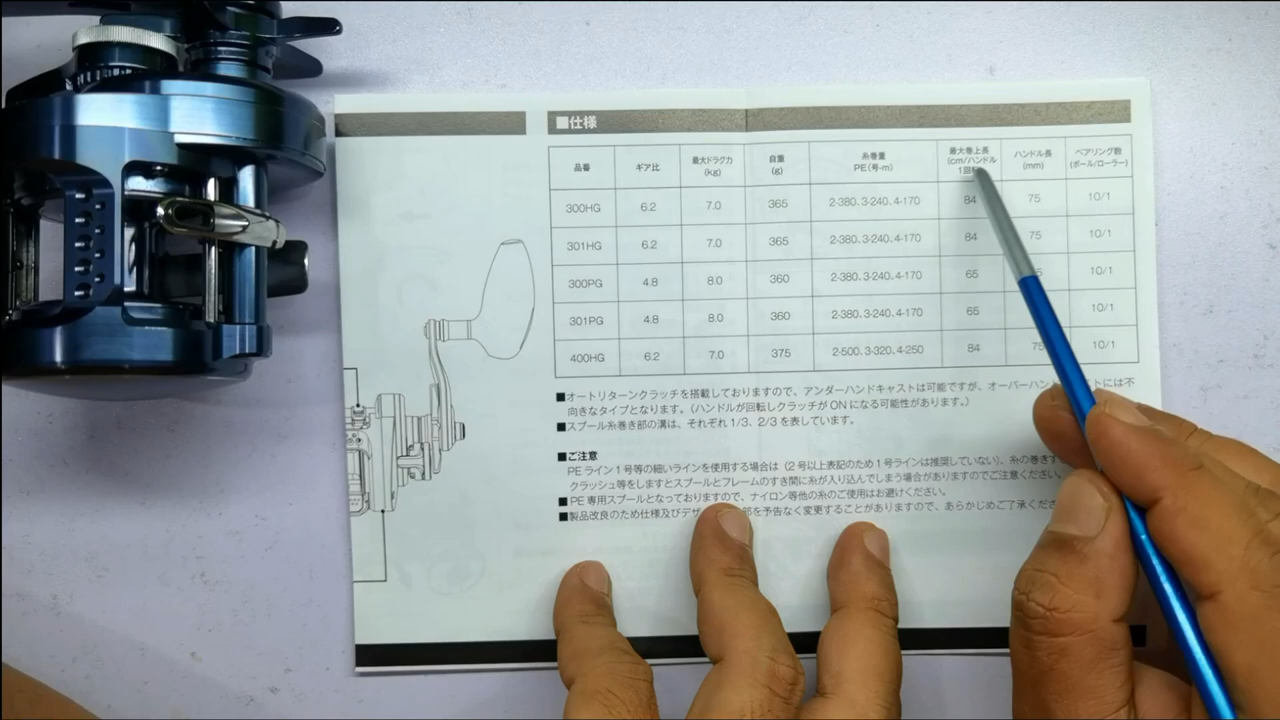 ■仕様
品番 ギア比 最大ドラグ力 (kg) 自重 (g) 糸巻量 PE(号-m) 最大巻上長 (cm/ハンドル 1回転 ハンドル長 (mm) ベアリング数 (ボール/ローラー)
300HG 6.2 7.0 365 2-380、3-240、4-170 84 75 10/1
301HG 6.2 7.0 365 2-380、3-240、4-170 84 75 10/1
300PG 4.8 8.0 360 2-380、3-240、4-170 65 10/1
301PG 4.8 8.0 360 2-380、3-240、4-170 65 10/1
400HG 6.2 7.0 375 2-500、3-320、4-250 84 75 10/1
■オートリターンクラッチを搭載しておりますので、アンダーハンドキャストは可能ですが、オーバーハン トには不
向きなタイプとなります。(ハンドルが回転しクラッチがONになる可能性があります。)
■スプール糸巻き部の溝は、それぞれ1/3、2/3を表しています。
■ご注意
PEライン1号等の細いラインを使用する場合は(2号以上表記のため1号ラインは推奨していない)、糸の巻きす
クラッシュ等をしますとスプールとフレームのすき間に糸が入り込んでしまう場合がありますのでご注意ください。
■PE専用スプールとなっておりますので、ナイロン等他の糸のご使用はお避けください。
■製品改良のため仕様及びデザ 部を予告なく変更することがありますので、あらかじめご了承くださ